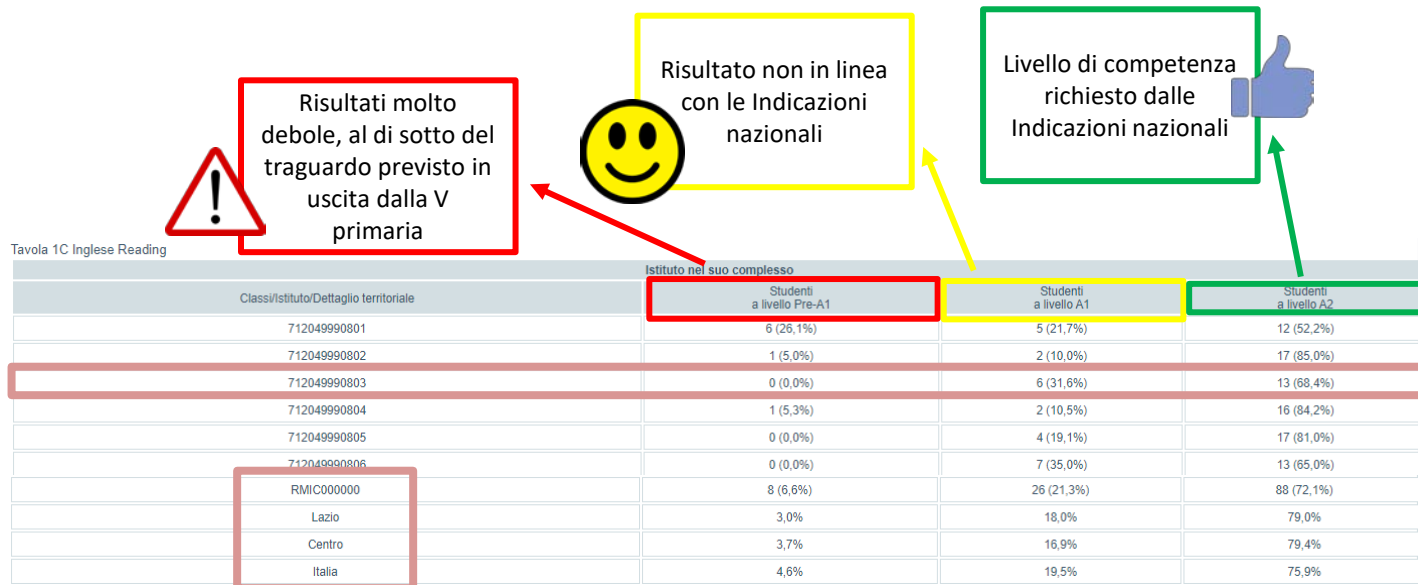 Risultati molto
debole, al di sotto del
traguardo previsto in
uscita dalla V
primaria
Risultato non in linea
con le Indicazioni
nazionali
Livello di competenza
richiesto dalle
Indicazioni nazionali
Tavola 1C Inglese Reading
Istituto nel suo complesso
Classi/Istituto/Dettaglio territoriale Studenti a livello Pre-A1 Studenti a livello A1 Studenti a livello A2
712049990801 6 (26,1%) 5 (21,7%) 12 (52,2%)
712049990802 1 (5,0%) 2 (10,0%) 17 (85,0%)
712049990803 0 (0,0%) 6 (31,6%) 13 (68,4%)
712049990804 1 (5,3%) 2 (10,5%) 16 (84,2%)
712049990805 0 (0,0%) 4 (19,1%) 17 (81,0%)
712049990806 0 (0,0%) 7 (35,0%) 13 (65,0%)
RMIC000000 8 (6,6%) 26 (21,3%) 88 (72,1%)
Lazio 3,0% 18,0% 79,0%
Centro 3,7% 16,9% 79,4%
Italia 4,6% 19,5% 75,9%